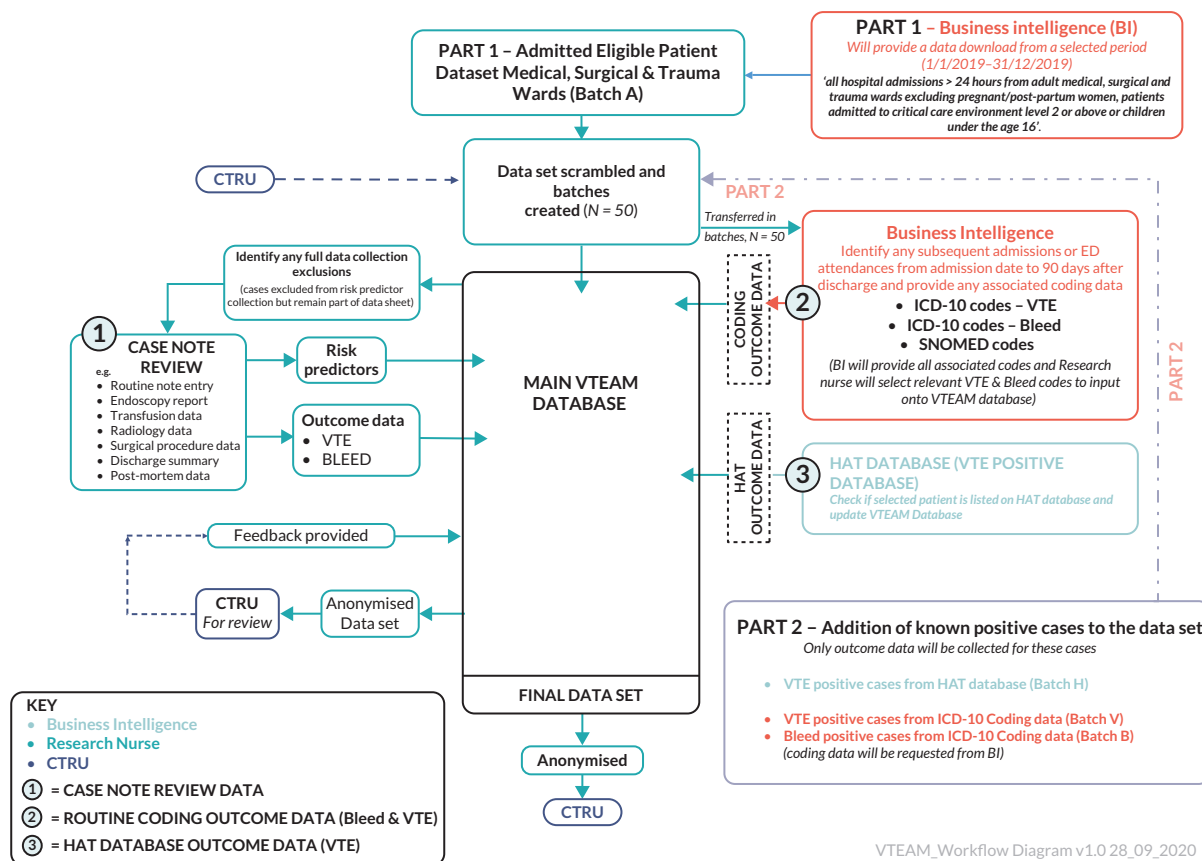 PART 1 – Admitted Eligible Patient
Dataset Medical, Surgical & Trauma
Wards (Batch A)
PART 1 – Business intelligence (BI)
Will provide a data download from a selected period
(1/1/2019–31/12/2019)
‘all hospital admissions > 24 hours from adult medical, surgical and
trauma wards excluding pregnant/post-partum women, patients
admitted to critical care environment level 2 or above or children
under the age 16’.
CTRU
Data set scrambled and
batches
created (N = 50)
PART 2
Transferred in
batches, N = 50
Identify any full data collection
exclusions
(cases excluded from risk predictor
collection but remain part of data sheet)
Business Intelligence
Identify any subsequent admissions or ED
attendances from admission date to 90 days after
discharge and provide any associated coding data
• ICD-10 codes – VTE
• ICD-10 codes – Bleed
• SNOMED codes
(BI will provide all associated codes and Research
nurse will select relevant VTE & Bleed codes to input
onto VTEAM database)
2
CODING
OUTCOME DATA
PART 2
1
CASE NOTE
REVIEW
e.g.
• Routine note entry
• Endoscopy report
• Transfusion data
• Radiology data
• Surgical procedure data
• Discharge summary
• Post-mortem data
Risk
predictors
Outcome data
• VTE
• BLEED
MAIN VTEAM
DATABASE
HAT
OUTCOME DATA
3
HAT DATABASE (VTE POSITIVE
DATABASE)
Check if selected patient is listed on HAT database and
update VTEAM Database
Feedback provided
CTRU
For review
Anonymised
Data set
PART 2 – Addition of known positive cases to the data set
Only outcome data will be collected for these cases
• VTE positive cases from HAT database (Batch H)
• VTE positive cases from ICD-10 Coding data (Batch V)
• Bleed positive cases from ICD-10 Coding data (Batch B)
(coding data will be requested from BI)
FINAL DATA SET
Anonymised
CTRU
KEY
• Business Intelligence
• Research Nurse
• CTRU
1 = CASE NOTE REVIEW DATA
2 = ROUTINE CODING OUTCOME DATA (Bleed & VTE)
3 = HAT DATABASE OUTCOME DATA (VTE)
VTEAM_Workflow Diagram v1.0 28_09_2020